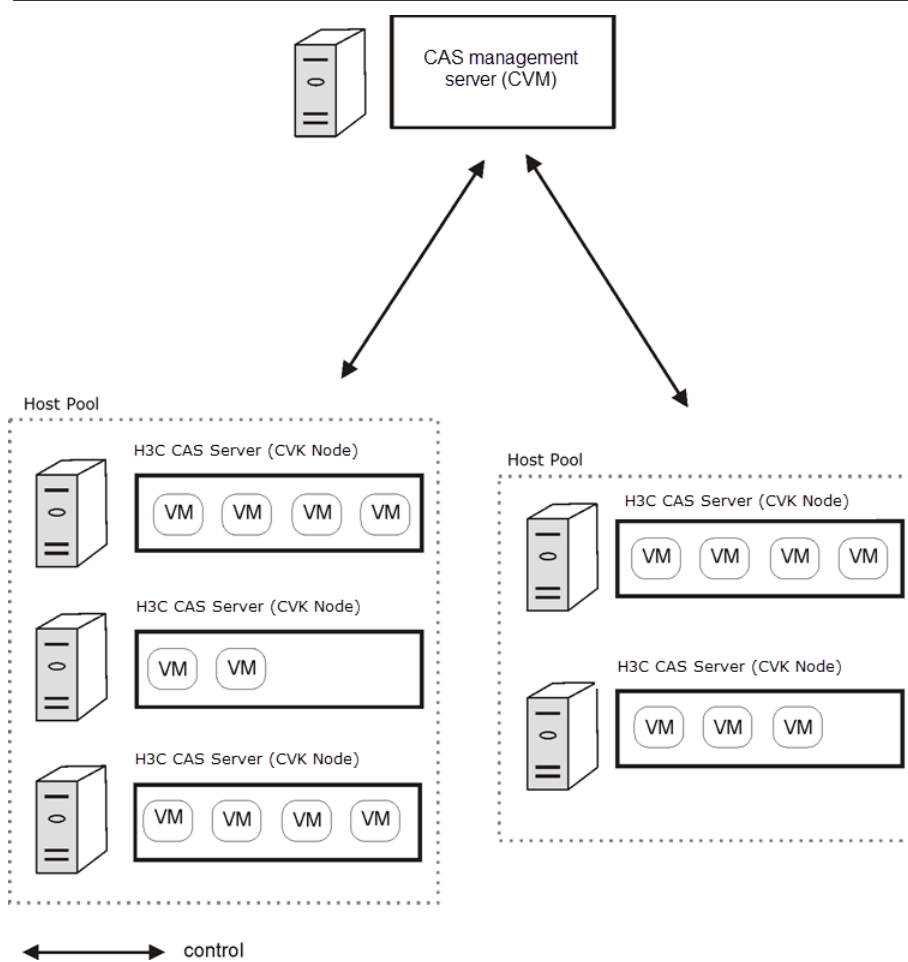 CAS management
server (CVM)
Host Pool
H3C CAS Server (CVK Node)
VM VM VM VM
H3C CAS Server (CVK Node)
VM VM
H3C CAS Server (CVK Node)
VM VM VM VM
Host Pool
H3C CAS Server (CVK Node)
VM VM VM VM
H3C CAS Server (CVK Node)
VM VM VM
control